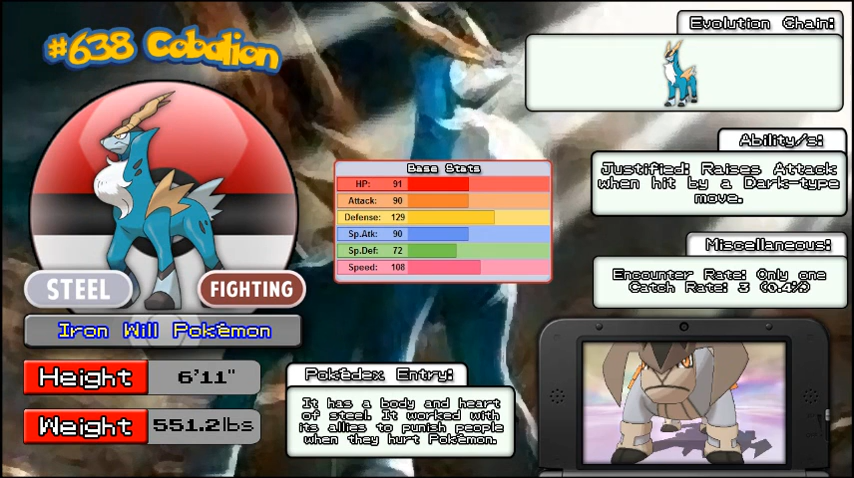 #638 Cobalion
STEEL
FIGHTING
Iron Will Pokémon
Height
6'11"
Weight
551.2lbs
Base Stats
HP: 91
Attack: 90
Defense: 129
Sp.Atk: 90
Sp.Def: 72
Speed: 108
Pokédex Entry:
It has a body and heart
of steel. It worked with
its allies to punish people
when they hurt Pokémon.
Evolution Chain:
Ability/s:
Justified: Raises Attack
when hit by a Dark-type
move.
Miscellaneous:
Encounter Rate: Only one
Catch Rate: 3 (0.4%)